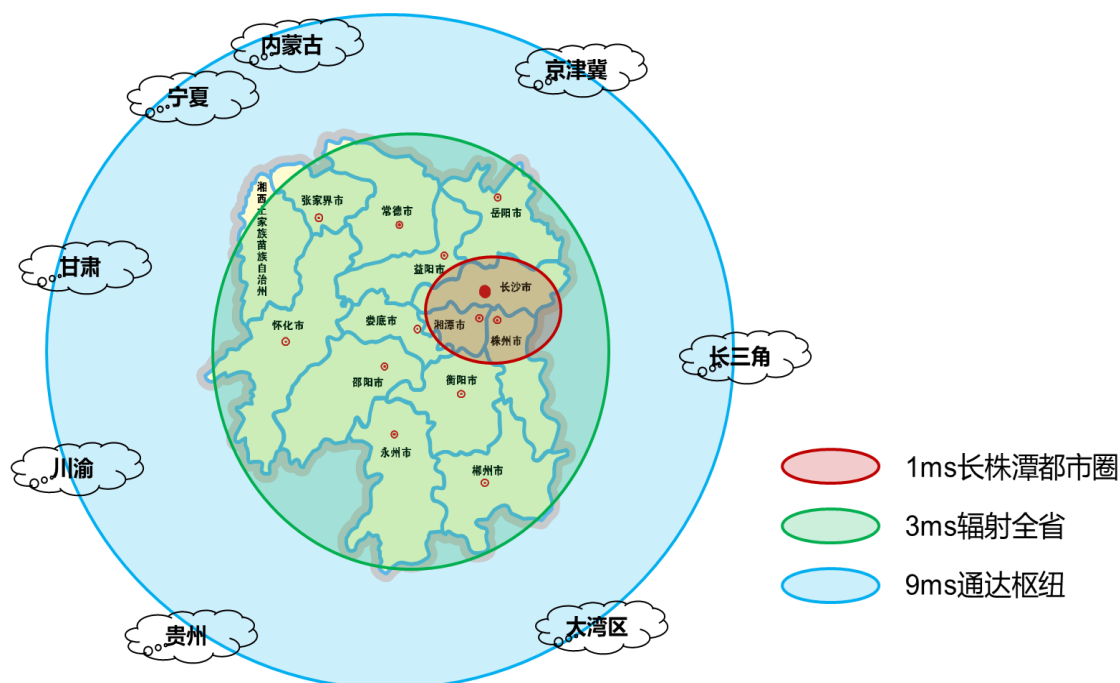 内蒙古
京津冀
宁夏
湘西土家族苗族自治州
张家界市
常德市
岳阳市
益阳市
甘肃
长沙市
怀化市
娄底市
湘潭市
株州市
长三角
邵阳市
衡阳市
永州市
郴州市
川渝
1ms长株潭都市圈
3ms辐射全省
9ms通达枢纽
贵州
大湾区